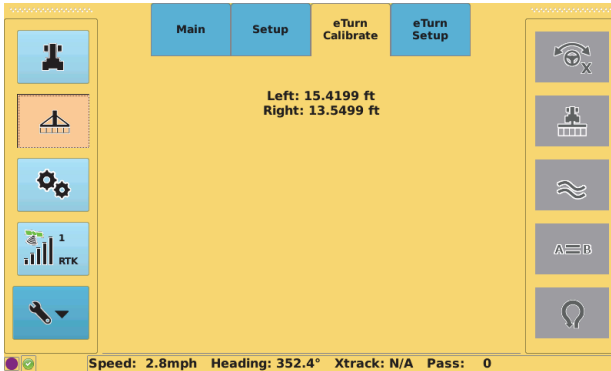 Main
Setup
eTurn
Calibrate
eTurn
Setup
Left: 15.4199 ft
Right: 13.5499 ft
X
1
RTK
A B
Speed: 2.8mph Heading: 352.4° Xtrack: N/A Pass: 0